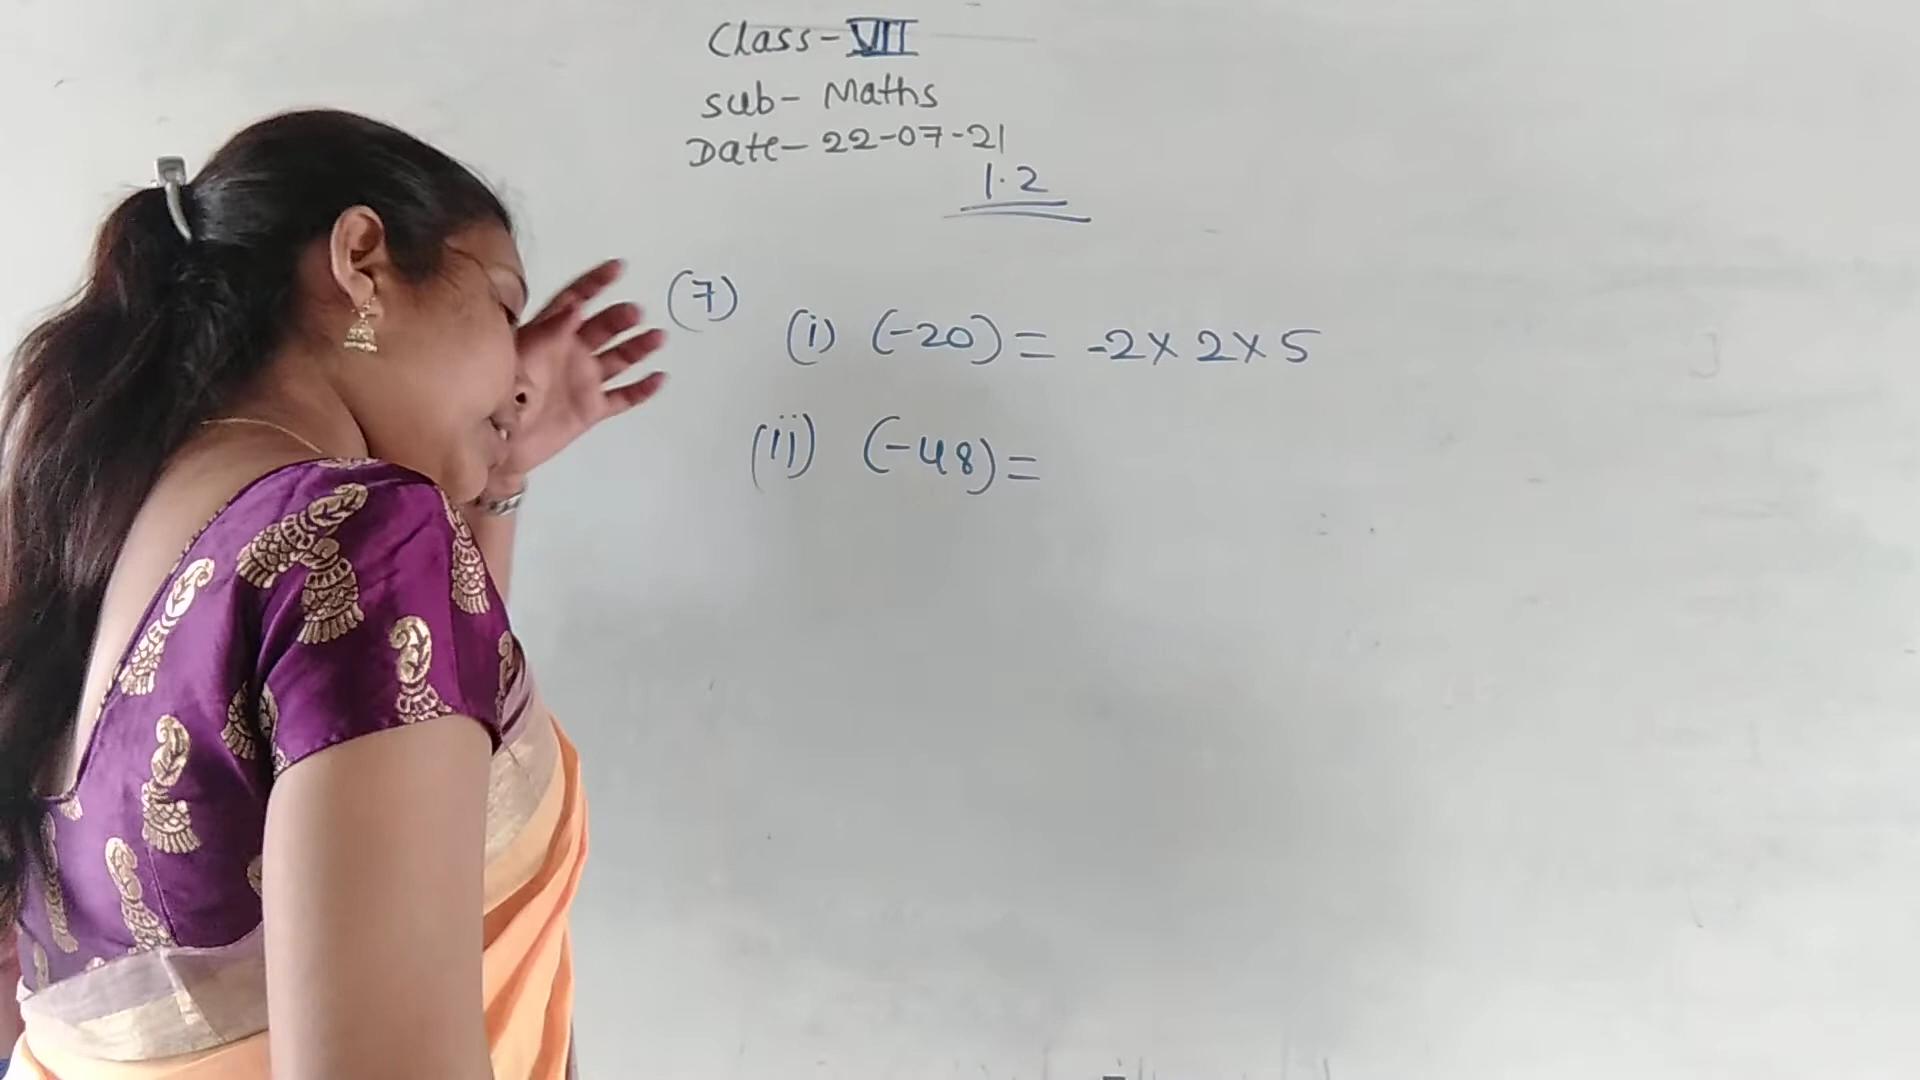 Class-VII
Sub- Maths
Date- 22-07-21
1.2
(7)
(i) (-20) = -2 x 2 x 5
(ii) (-48) =